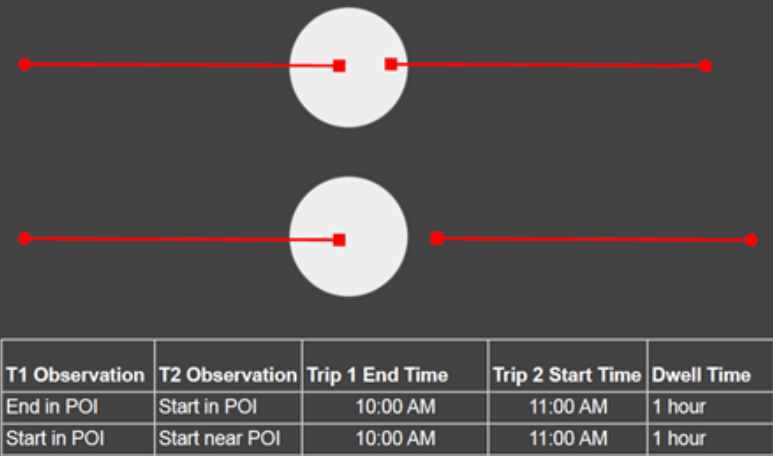 T1 Observation T2 Observation Trip 1 End Time Trip 2 Start Time Dwell Time
End in POI Start in POI 10:00 AM 11:00 AM 1 hour
Start in POI Start near POI 10:00 AM 11:00 AM 1 hour